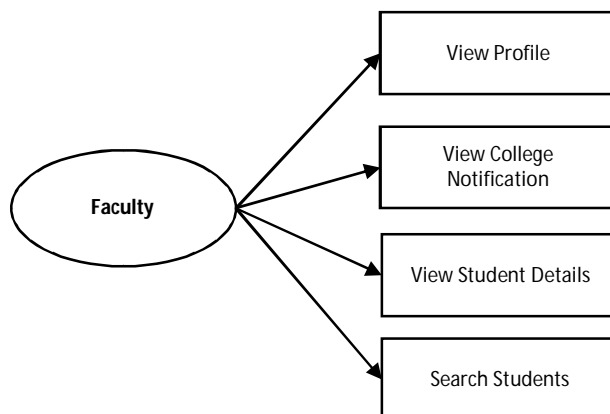 View Profile
View College
Notification
Faculty
View Student Details
Search Students